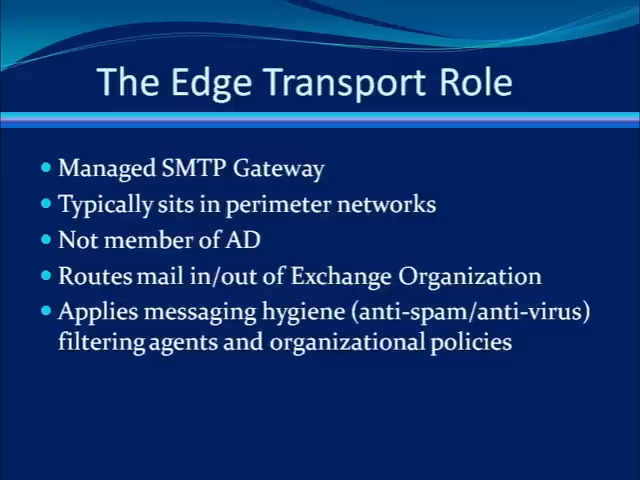 The Edge Transport Role
• Managed SMTP Gateway
• Typically sits in perimeter networks
• Not member of AD
• Routes mail in/out of Exchange Organization
• Applies messaging hygiene (anti-spam/anti-virus)
filtering agents and organizational policies